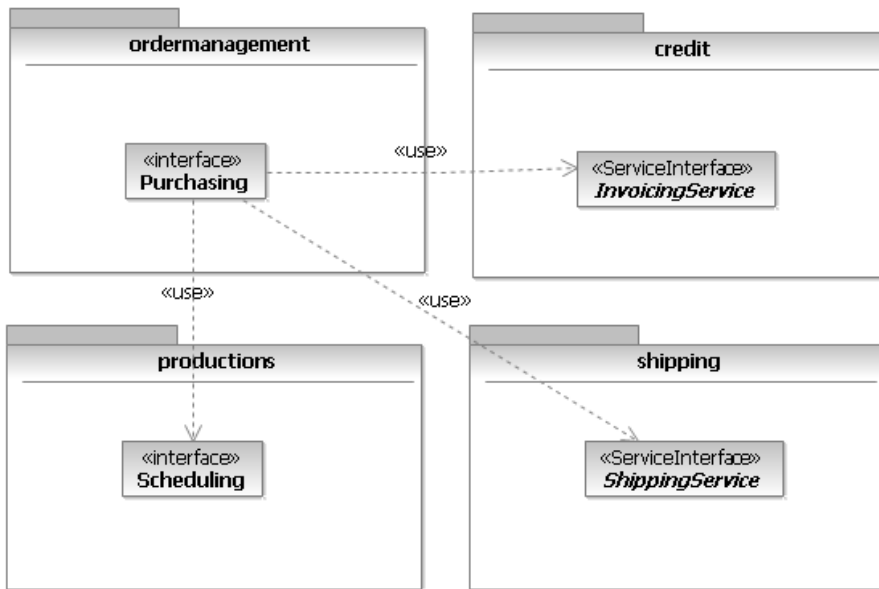 ordermanagement
credit
«interface»
Purchasing
«use»
«ServiceInterface»
InvoicingService
«use»
«use»
productions
shipping
«interface»
Scheduling
«ServiceInterface»
ShippingService